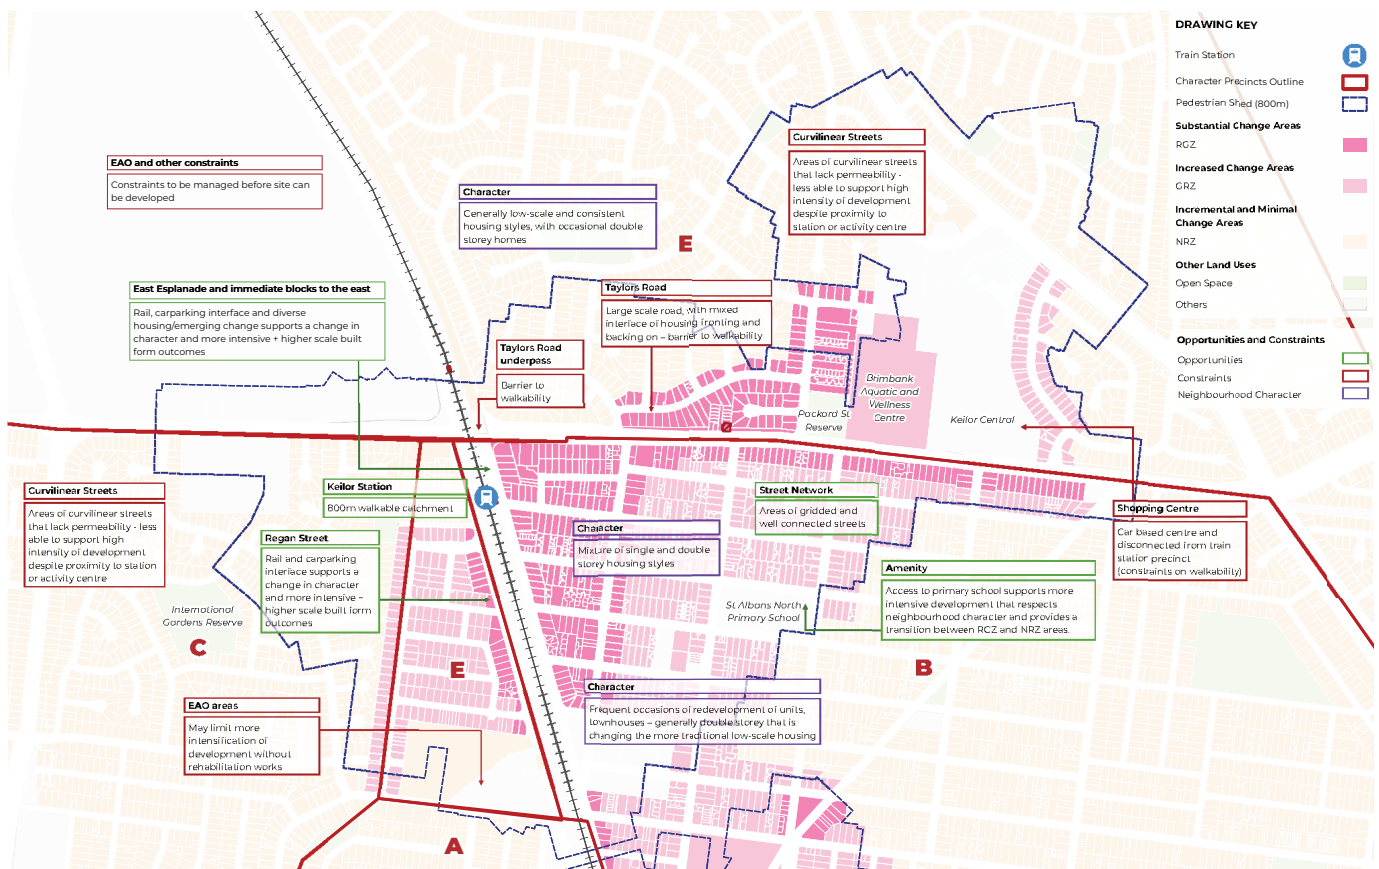 DRAWING KEY
Train Station
Character Precincts Outline
Pedestrian Shed (800m)
Substantial Change Areas
RGZ
Increased Change Areas
GRZ
Incremental and Minimal
Change Areas
NRZ
Other Land Uses
Open Space
Others
Opportunities and Constraints
Opportunities
Constraints
Neighbourhood Character
Curvilinear Streets
Areas of curvilinear streets
that lack permeability -
less able to support high
intensity of development
despite proximity to
station or activity centre
EAO and other constraints
Constraints to be managed before site can
be developed
Character
Generally low-scale and consistent
housing styles, with occasional double
storey homes
E
East Esplanade and immediate blocks to the east
Rail, carparking interface and diverse
housing/emerging change supports a change in
character and more intensive + higher scale built
form outcomes
Taylors Road
Large scale road, with mixed
interface of housing fronting and
backing on – barrier to walkability
Taylors Road
underpass
Barrier to
walkability
Brimbank
Aquatic and
Wellness
Centre
Packard St
Reserve
Keilor Central
Curvilinear Streets
Areas of curvilinear streets
that lack permeability - less
able to support high
intensity of development
despite proximity to station
or activity centre
Keilor Station
800m walkable catchment
Street Network
Areas of gridded and
well connected streets
Shopping Centre
Car based centre and
disconnected from train
station precinct
(constraints on walkability)
Regan Street
Rail and carparking
interface supports a
change in character
and more intensive –
higher scale built form
outcomes
Character
Mixture of single and double
storey housing styles
Amenity
Access to primary school supports more
intensive development that respects
neighbourhood character and provides a
transition between RCZ and NRZ areas.
International
Gardens Reserve
St Albans North
Primary School
C
E
B
Character
Frequent occasions of redevelopment of units,
townhouses – generally double storey that is
changing the more traditional low-scale housing
EAO areas
May limit more
intensification of
development without
rehabilitation works
A